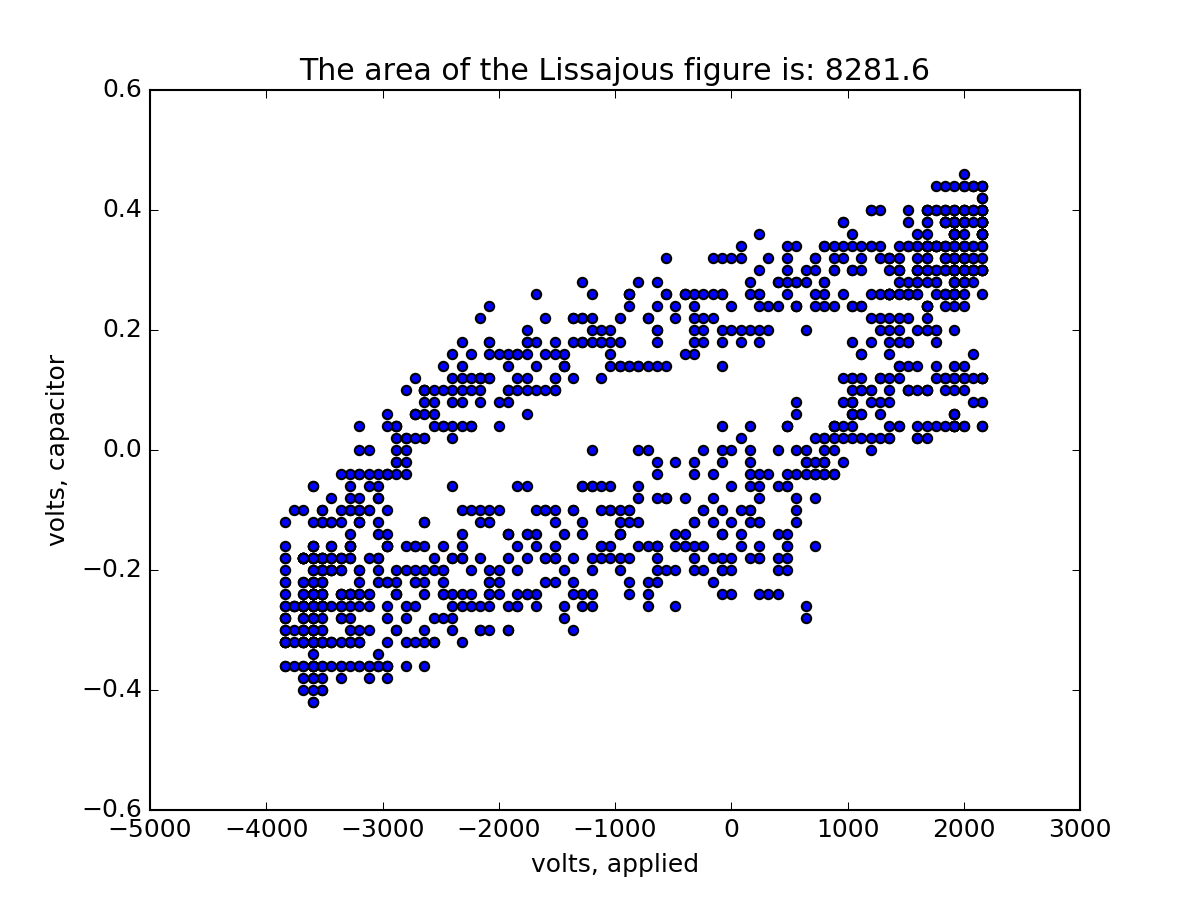 The area of the Lissajous figure is: 8281.6
0.6
0.4
0.2
0.0
−0.2
−0.4
−0.6
volts, capacitor
−5000 −4000 −3000 −2000 −1000 0 1000 2000 3000
volts, applied